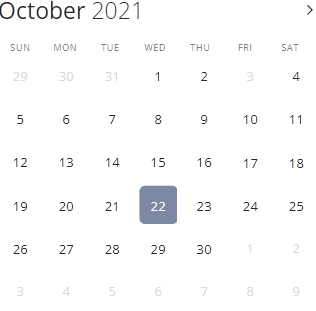 October 2021
SUN MON TUE WED THU FRI SAT
29 30 31 1 2 3 4
5 6 7 8 9 10 11
12 13 14 15 16 17 18
19 20 21 22 23 24 25
26 27 28 29 30 1 2
3 4 5 6 7 8 9